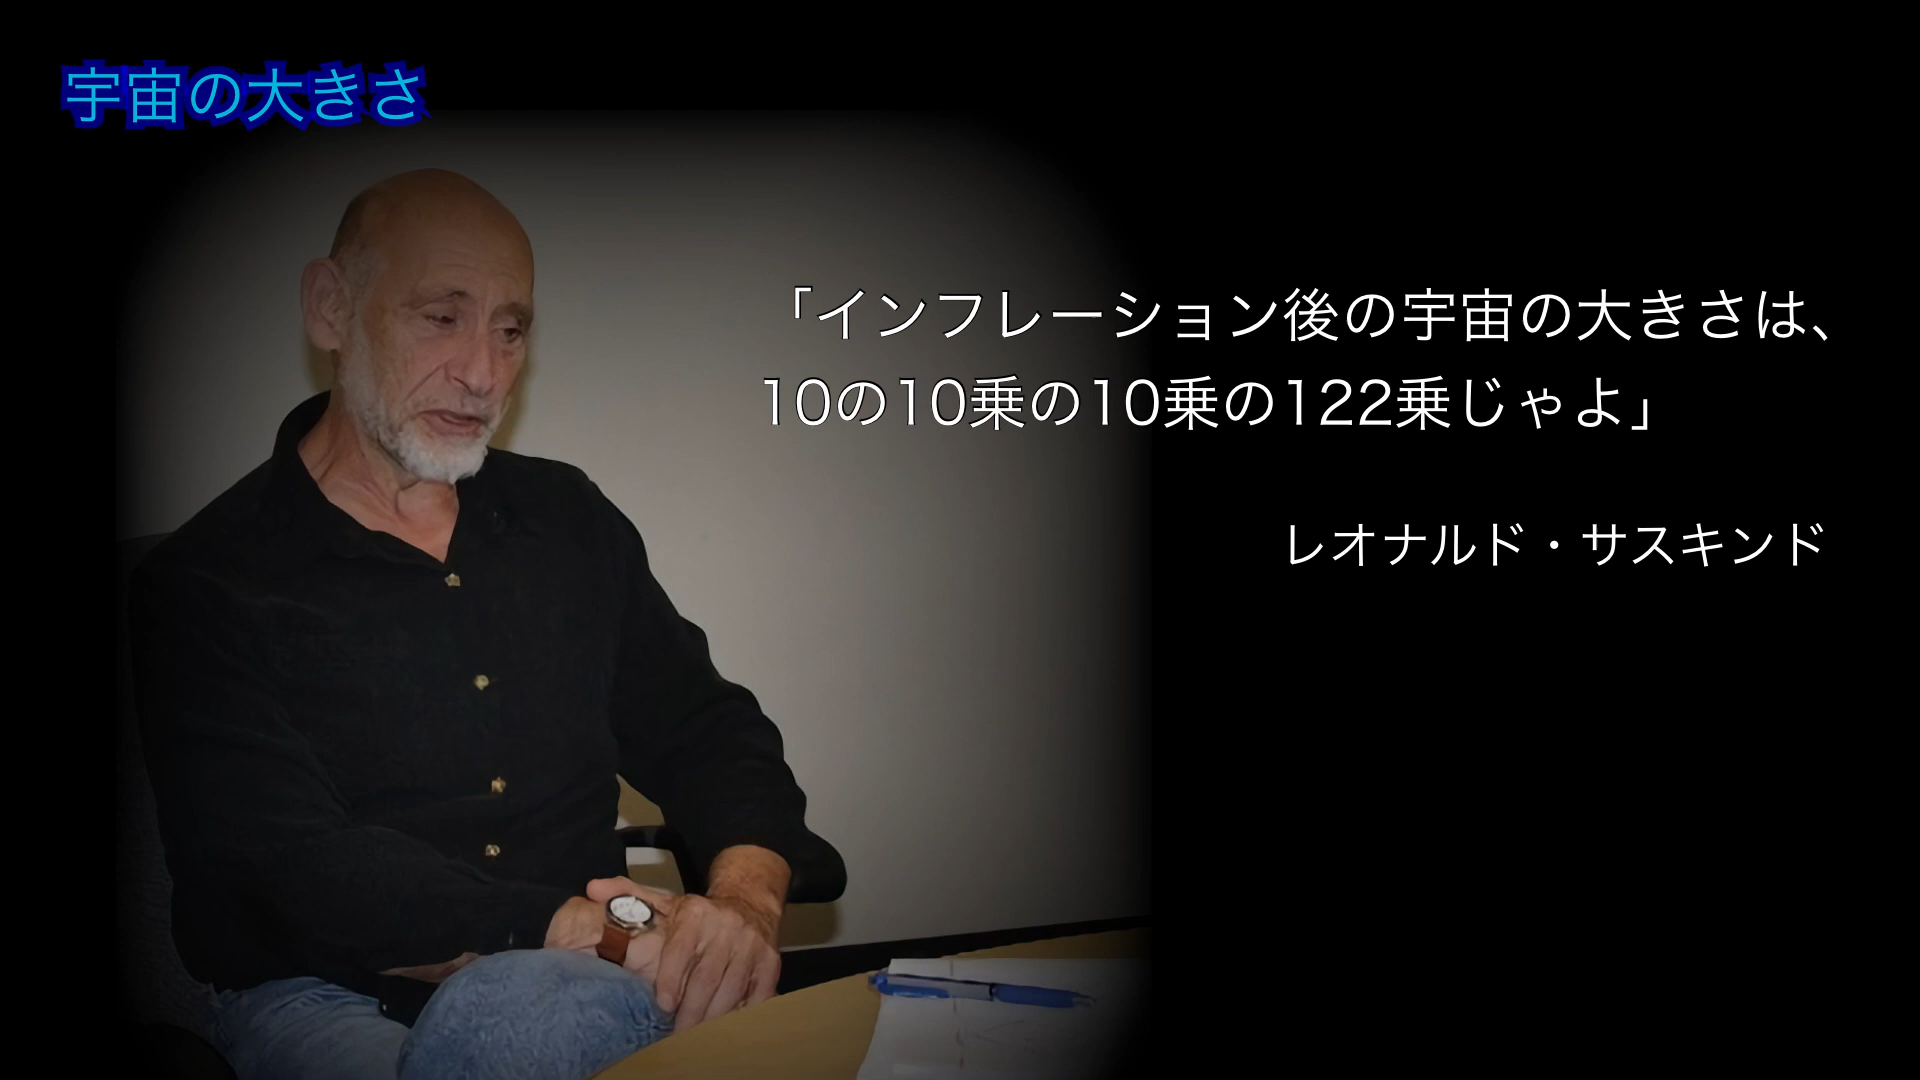 宇宙の大きさ
「インフレーション後の宇宙の大きさは、
10の10乗の10乗の122乗じゃよ」
レオナルド・サスキンド